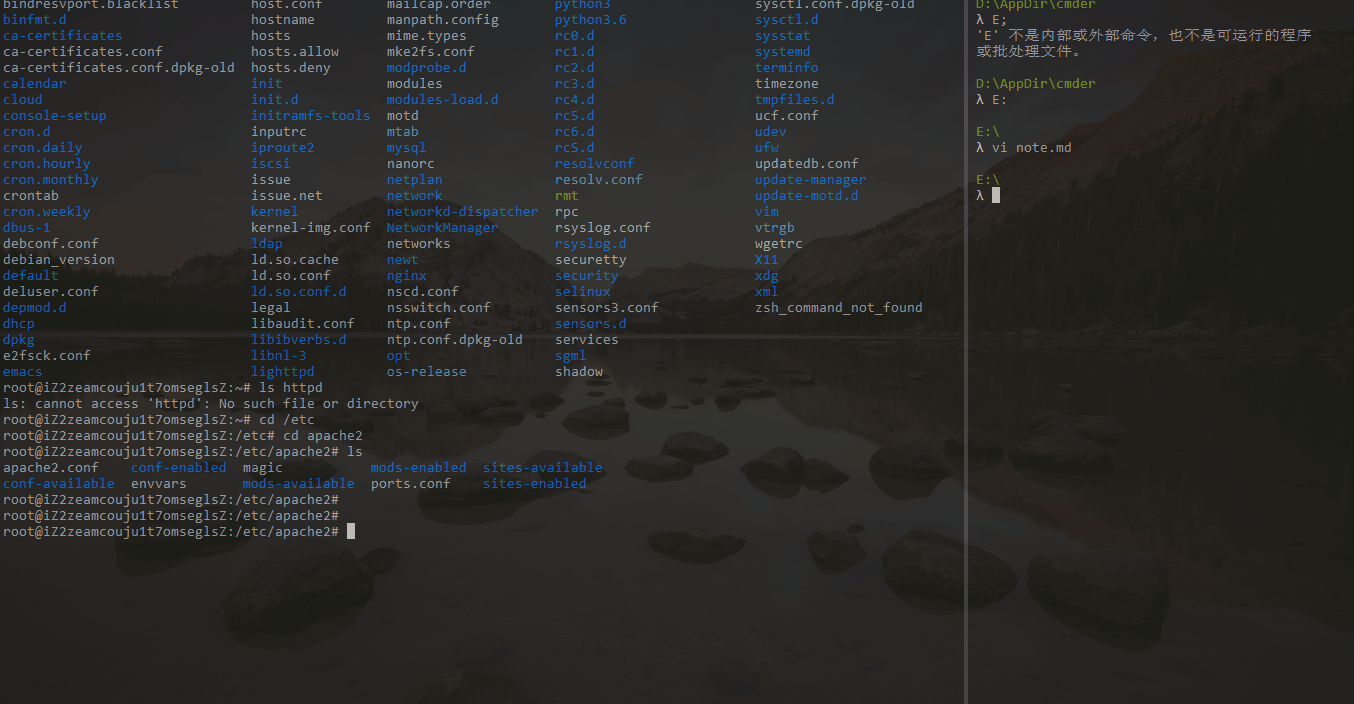 bindresvport.blacklist host.conf mailcap.order python3 sysctl.conf.dpkg-old
binfmt.d hostname manpath.config python3.6 sysctl.d
ca-certificates hosts mime.types rc0.d sysstat
ca-certificates.conf hosts.allow mke2fs.conf rc1.d systemd
ca-certificates.conf.dpkg-old hosts.deny modprobe.d rc2.d terminfo
calendar init modules rc3.d timezone
cloud init.d modules-load.d rc4.d tmpfiles.d
console-setup initramfs-tools motd rc5.d ucf.conf
cron.d inputrc mtab rc6.d udev
cron.daily iproute2 mysql rcS.d ufw
cron.hourly iscsi nanorc resolvconf updatedb.conf
cron.monthly issue netplan resolv.conf update-manager
crontab issue.net network rmt update-motd.d
cron.weekly kernel networkd-dispatcher rpc vim
dbus-1 kernel-img.conf NetworkManager rsyslog.conf vtrgb
debconf.conf ldap networks rsyslog.d wgetrc
debian_version ld.so.cache newt securetty X11
default ld.so.conf nginx security xdg
deluser.conf ld.so.conf.d nscd.conf selinux xml
depmod.d legal nsswitch.conf sensors3.conf zsh_command_not_found
dhcp libaudit.conf ntp.conf sensors.d
dpkg libibverbs.d ntp.conf.dpkg-old services
e2fsck.conf libnl-3 opt sgml
emacs lighttpd os-release shadow
root@iZ2zeamcouju1t7omseglsZ:~# ls httpd
ls: cannot access 'httpd': No such file or directory
root@iZ2zeamcouju1t7omseglsZ:~# cd /etc
root@iZ2zeamcouju1t7omseglsZ:/etc# cd apache2
root@iZ2zeamcouju1t7omseglsZ:/etc/apache2# ls
apache2.conf conf-enabled magic mods-enabled sites-available
conf-available envvars mods-available ports.conf sites-enabled
root@iZ2zeamcouju1t7omseglsZ:/etc/apache2#
root@iZ2zeamcouju1t7omseglsZ:/etc/apache2#
root@iZ2zeamcouju1t7omseglsZ:/etc/apache2#
D:\AppDir\cmder
λ E;
'E' 不是内部或外部命令，也不是可运行的程序
或批处理文件。
D:\AppDir\cmder
λ E:
E:\
λ vi note.md
E:\
λ